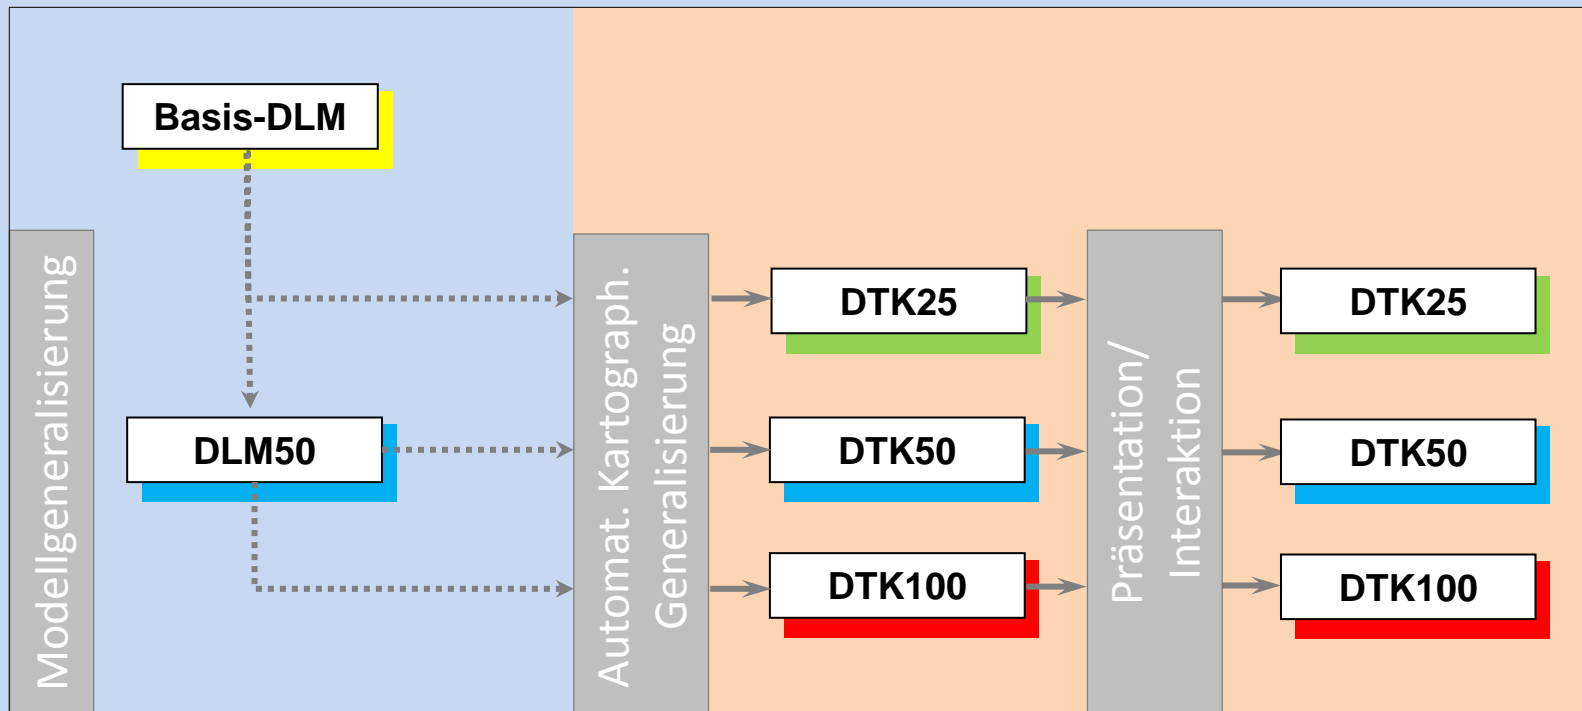 Basis-DLM
Modellgeneralisierung
DLM50
Automat. Kartograph.
Generalisierung
DTK25
DTK50
DTK100
Präsentation/
Interaktion
DTK25
DTK50
DTK100